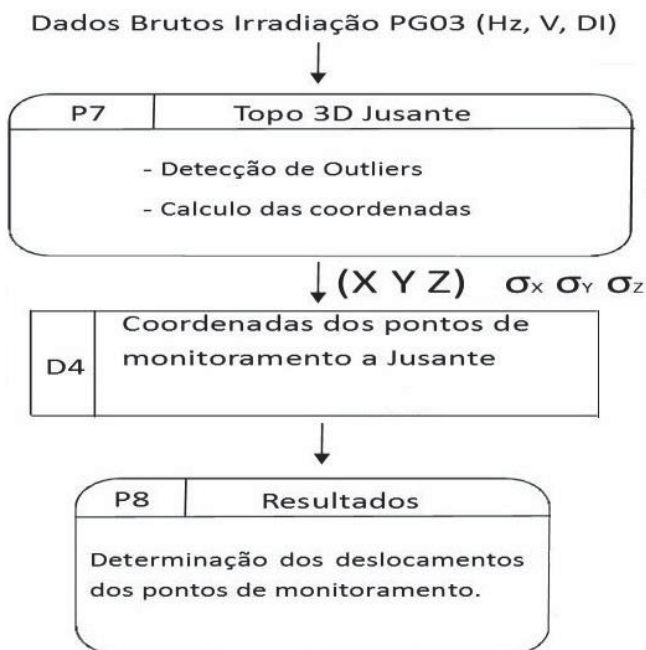 Dados Brutos Irradiação PG03 (Hz, V, DI)
P7 Topo 3D Jusante
- Detecção de Outliers
- Calculo das coordenadas
(X Y Z) σX σY σZ
Coordenadas dos pontos de
monitoramento a Jusante
D4
P8 Resultados
Determinação dos deslocamentos
dos pontos de monitoramento.